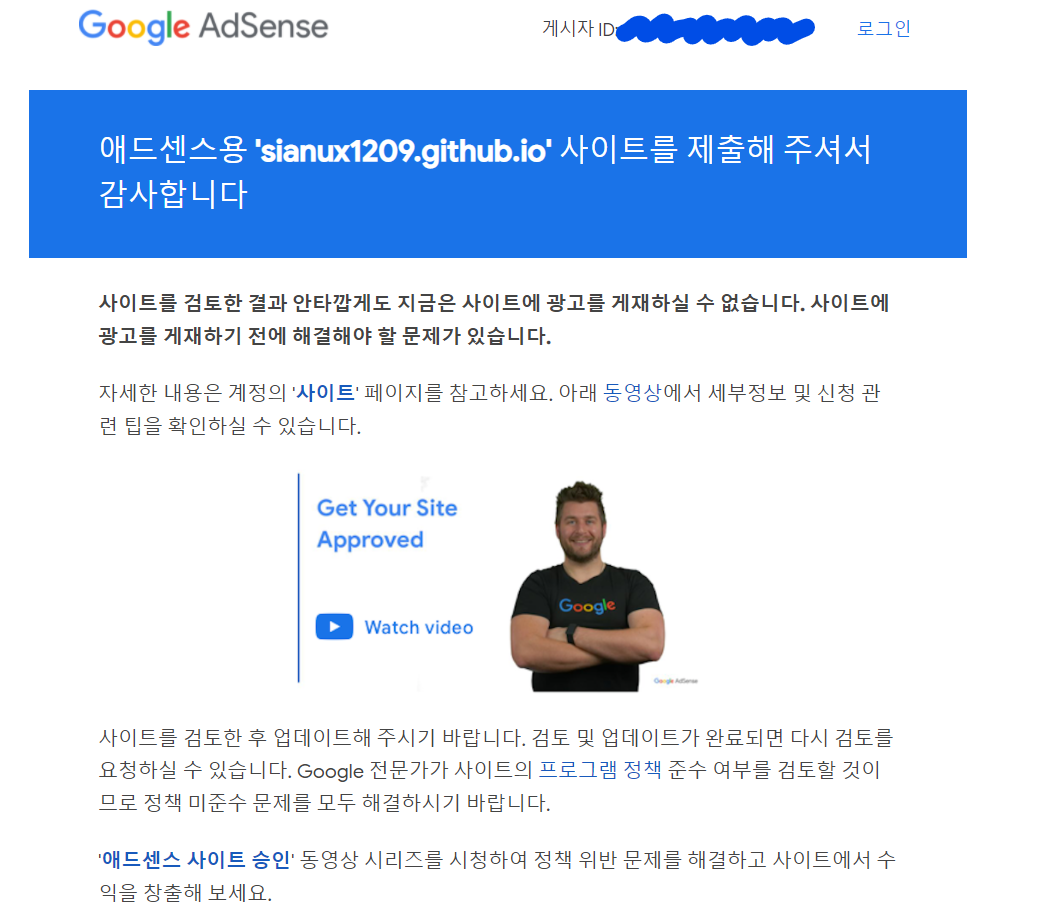 Google AdSense
게시자 ID:
로그인
애드센스용 'sianux1209.github.io' 사이트를 제출해 주셔서
감사합니다
사이트를 검토한 결과 안타깝게도 지금은 사이트에 광고를 게재하실 수 없습니다. 사이트에
광고를 게재하기 전에 해결해야 할 문제가 있습니다.
자세한 내용은 계정의 '사이트' 페이지를 참고하세요. 아래 동영상에서 세부정보 및 신청 관
련 팁을 확인하실 수 있습니다.
Get Your Site
Approved
Google
Watch video
Google AdSense
사이트를 검토한 후 업데이트해 주시기 바랍니다. 검토 및 업데이트가 완료되면 다시 검토를
요청하실 수 있습니다. Google 전문가가 사이트의 프로그램 정책 준수 여부를 검토할 것이
므로 정책 미준수 문제를 모두 해결하시기 바랍니다.
'애드센스 사이트 승인' 동영상 시리즈를 시청하여 정책 위반 문제를 해결하고 사이트에서 수
익을 창출해 보세요.